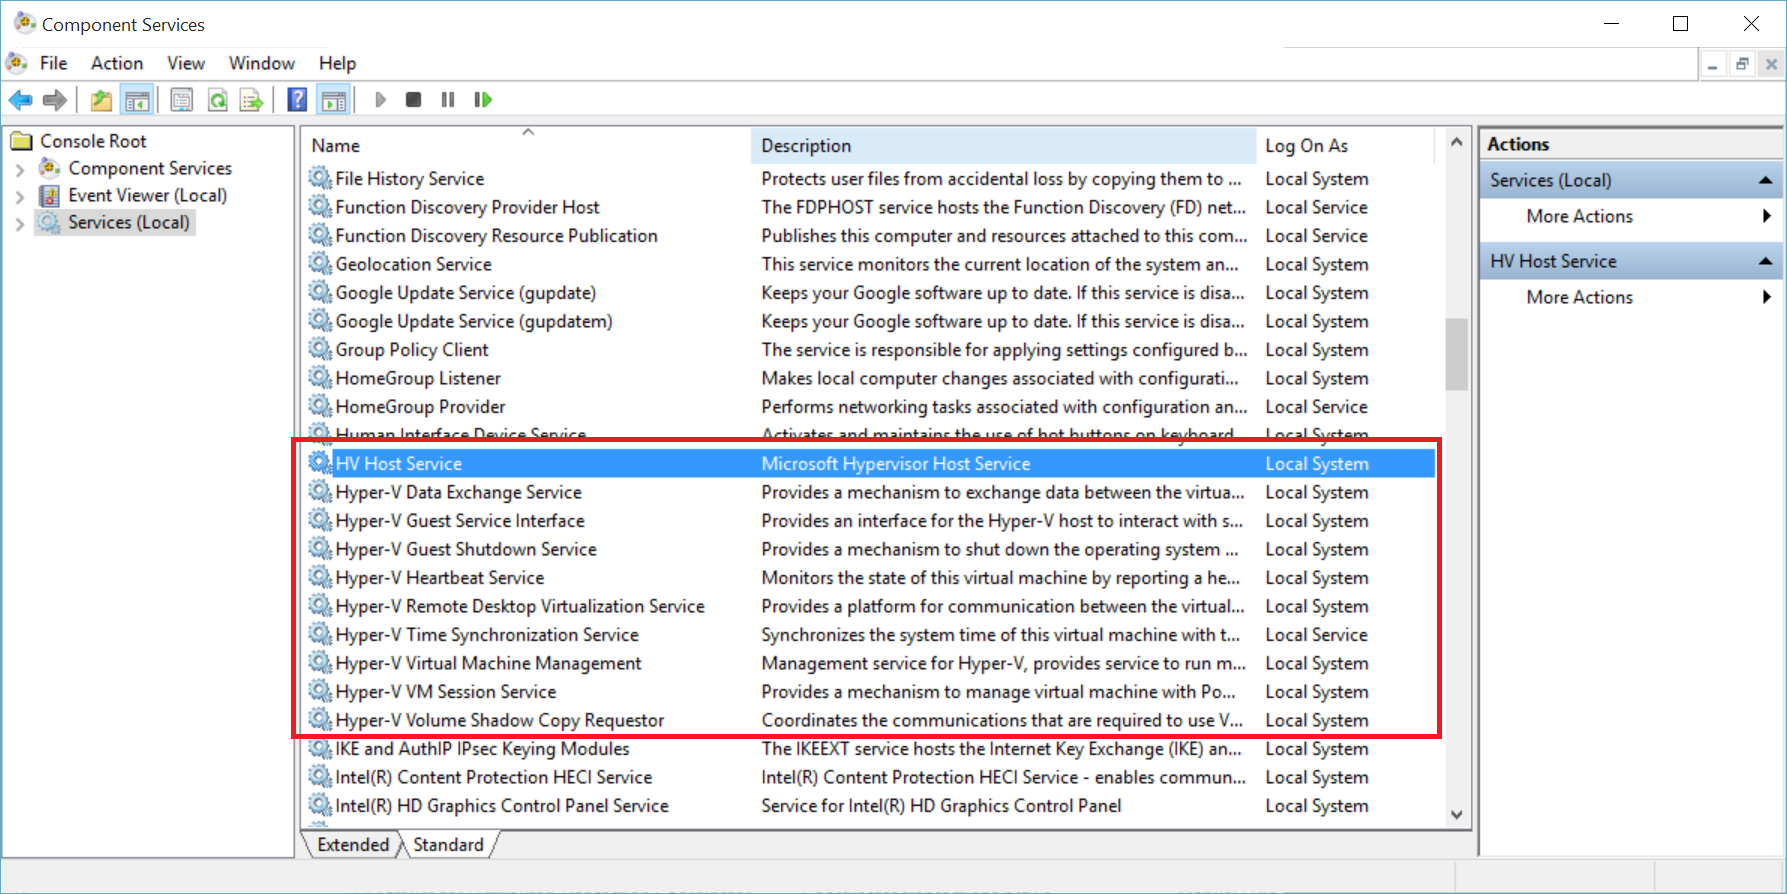 Component Services
File Action View Window Help
Console Root
Component Services
Event Viewer (Local)
Services (Local)
Name Description Log On As
File History Service Protects user files from accidental loss by copying them to ... Local System
Function Discovery Provider Host The FDPHOST service hosts the Function Discovery (FD) net... Local Service
Function Discovery Resource Publication Publishes this computer and resources attached to this com... Local Service
Geolocation Service This service monitors the current location of the system an... Local System
Google Update Service (gupdate) Keeps your Google software up to date. If this service is disa... Local System
Google Update Service (gupdatem) Keeps your Google software up to date. If this service is disa... Local System
Group Policy Client The service is responsible for applying settings configured b... Local System
HomeGroup Listener Makes local computer changes associated with configurati... Local System
HomeGroup Provider Performs networking tasks associated with configuration an... Local Service
Human Interface Device Service Activates and maintains the use of hot buttons on keyboard... Local System
HV Host Service Microsoft Hypervisor Host Service Local System
Hyper-V Data Exchange Service Provides a mechanism to exchange data between the virtua... Local System
Hyper-V Guest Service Interface Provides an interface for the Hyper-V host to interact with s... Local System
Hyper-V Guest Shutdown Service Provides a mechanism to shut down the operating system ... Local System
Hyper-V Heartbeat Service Monitors the state of this virtual machine by reporting a he... Local System
Hyper-V Remote Desktop Virtualization Service Provides a platform for communication between the virtual... Local System
Hyper-V Time Synchronization Service Synchronizes the system time of this virtual machine with t... Local Service
Hyper-V Virtual Machine Management Management service for Hyper-V, provides service to run m... Local System
Hyper-V VM Session Service Provides a mechanism to manage virtual machine with Po... Local System
Hyper-V Volume Shadow Copy Requestor Coordinates the communications that are required to use V... Local System
IKE and AuthIP IPsec Keying Modules The IKEEXT service hosts the Internet Key Exchange (IKE) an... Local System
Intel(R) Content Protection HECI Service Intel(R) Content Protection HECI Service - enables commun... Local System
Intel(R) HD Graphics Control Panel Service Service for Intel(R) HD Graphics Control Panel Local System
Extended Standard
Actions
Services (Local)
More Actions
HV Host Service
More Actions